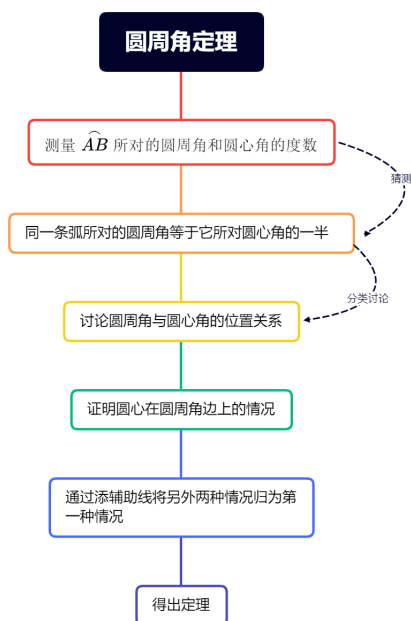 圆周角定理
测量 $\overset{\frown}{AB}$ 所对的圆周角和圆心角的度数
猜测
同一条弧所对的圆周角等于它所对圆心角的一半
分类讨论
讨论圆周角与圆心角的位置关系
证明圆心在圆周角边上的情况
通过添辅助线将另外两种情况归为第
一种情况
得出定理